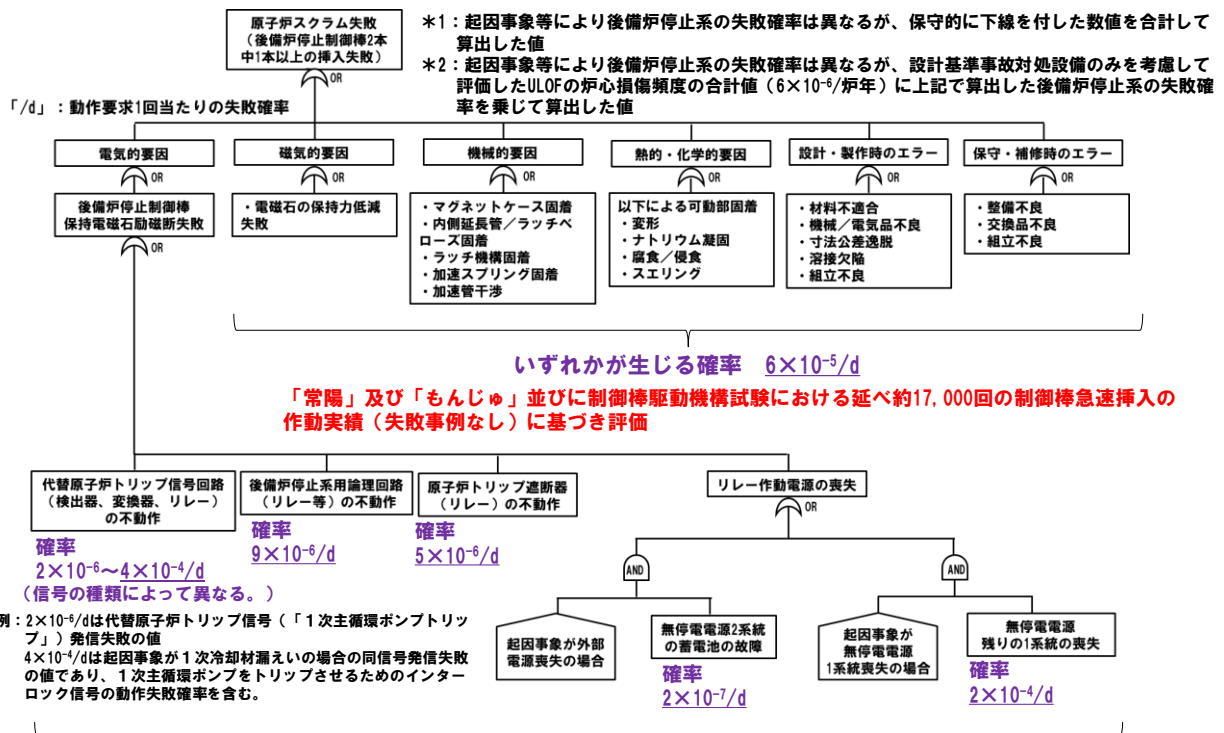 原子炉スクラム失敗
（後備炉停止制御棒2本
中1本以上の挿入失敗）
OR
＊1：起因事象等により後備炉停止系の失敗確率は異なるが、保守的に下線を付した数値を合計して
算出した値
＊2：起因事象等により後備炉停止系の失敗確率は異なるが、設計基準事故対処設備のみを考慮して
評価したULOFの炉心損傷頻度の合計値（6×10⁻⁶/炉年）に上記で算出した後備炉停止系の失敗確
率を乗じて算出した値
「/d」：動作要求1回当たりの失敗確率
電気的要因
OR
後備炉停止制御棒
保持電磁石励磁断失敗
OR
磁気的要因
OR
・電磁石の保持力低減
失敗
機械的要因
OR
・マグネットケース固着
・内側延長管／ラッチベ
ローズ固着
・ラッチ機構固着
・加速スプリング固着
・加速管干渉
熱的・化学的要因
OR
以下による可動部固着
・変形
・ナトリウム凝固
・腐食／侵食
・スエリング
設計・製作時のエラー
OR
・材料不適合
・機械／電気品不良
・寸法公差逸脱
・溶接欠陥
・組立不良
保守・補修時のエラー
OR
・整備不良
・交換品不良
・組立不良
いずれかが生じる確率　6×10⁻⁵/d
「常陽」及び「もんじゅ」並びに制御棒駆動機構試験における延べ約17,000回の制御棒急速挿入の
作動実績（失敗事例なし）に基づき評価
代替原子炉トリップ信号回路
（検出器、変換器、リレー）
の不動作
確率
2×10⁻⁶～4×10⁻⁴/d
（信号の種類によって異なる。）
後備炉停止系用論理回路
（リレー等）の不動作
確率
9×10⁻⁶/d
原子炉トリップ遮断器
（リレー）の不動作
確率
5×10⁻⁶/d
リレー作動電源の喪失
OR
AND
起因事象が外部
電源喪失の場合
無停電電源2系統
の蓄電池の故障
確率
2×10⁻⁷/d
AND
起因事象が
無停電電源
1系統喪失の場合
無停電電源
残りの1系統の喪失
確率
2×10⁻⁴/d
例：2×10⁻⁶/dは代替原子炉トリップ信号（「１次主循環ポンプトリッ
プ」）発信失敗の値
4×10⁻⁴/dは起因事象が１次冷却材漏えいの場合の同信号発信失敗
の値であり、１次主循環ポンプをトリップさせるためのインター
ロック信号の動作失敗確率を含む。